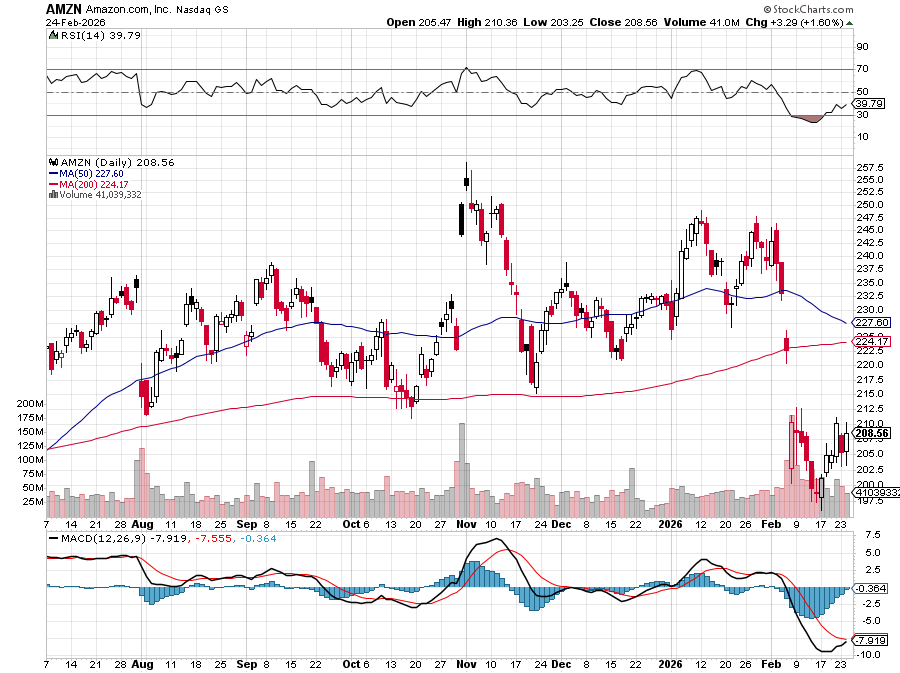 AMZN Amazon.com, Inc. Nasdaq GS
© StockCharts.com
24-Feb-2026
Open 205.47 High 210.36 Low 203.25 Close 208.56 Volume 41.0M Chg +3.29 (+1.60%)
RSI(14) 39.79
90
70
50
39.79
30
10
AMZN (Daily) 208.56
MA(50) 227.60
MA(200) 224.17
Volume 41,039,332
257.5
255.0
252.5
250.0
247.5
245.0
242.5
240.0
237.5
235.0
232.5
230.0
227.60
224.17
222.5
220.0
217.5
215.0
212.5
208.56
205.0
202.5
200.0
41039332
197.5
200M
175M
150M
125M
100M
75M
50M
25M
7 14 21 28 Aug 11 18 25 Sep 8 15 22 Oct 6 13 20 27 Nov 10 17 24 Dec 8 15 22 2026 12 20 26 Feb 9 17 23
MACD(12,26,9) -7.919, -7.555, -0.364
7.5
5.0
2.5
-0.364
-2.5
-5.0
-7.919
-10.0
7 14 21 28 Aug 11 18 25 Sep 8 15 22 Oct 6 13 20 27 Nov 10 17 24 Dec 8 15 22 2026 12 20 26 Feb 9 17 23